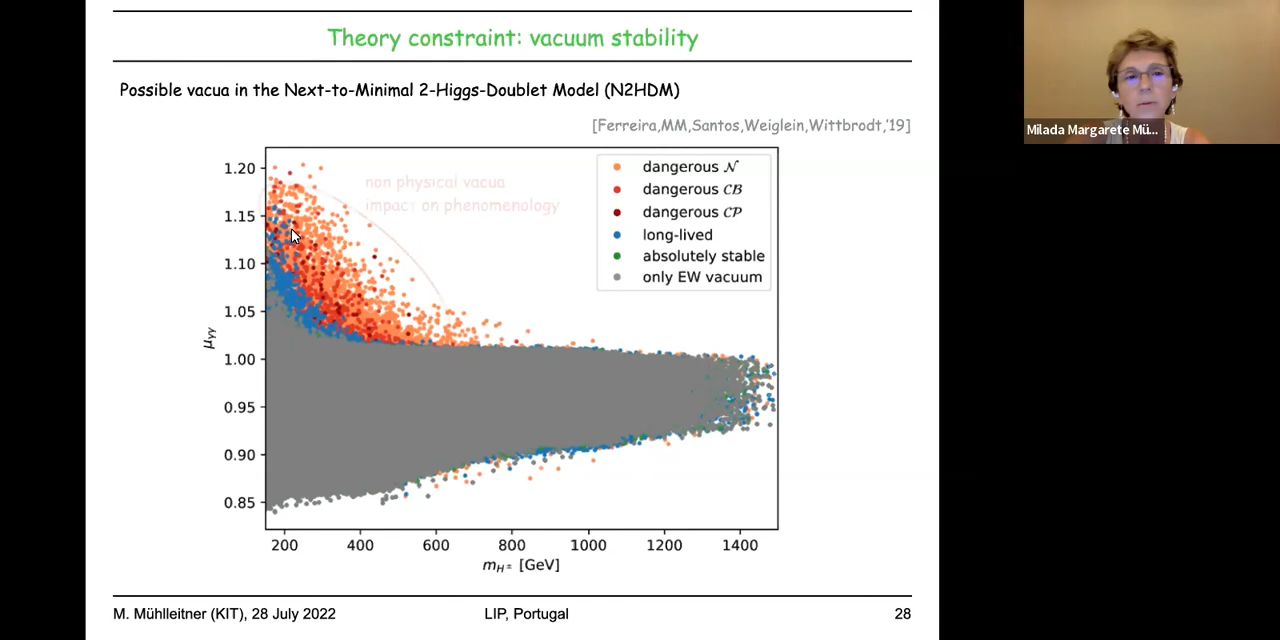 Theory constraint: vacuum stability
Possible vacua in the Next-to-Minimal 2-Higgs-Doublet Model (N2HDM)
[Ferreira,MM,Santos,Weiglein,Wittbrodt,'19]
non physical vacua
impact on phenomenology
dangerous 𝒩
dangerous 𝒞ℬ
dangerous 𝒞𝒫
long-lived
absolutely stable
only EW vacuum
1.20
1.15
1.10
1.05
1.00
0.95
0.90
0.85
μγγ
200 400 600 800 1000 1200 1400
mH± [GeV]
M. Mühlleitner (KIT), 28 July 2022 LIP, Portugal 28
Milada Margarete Mü...